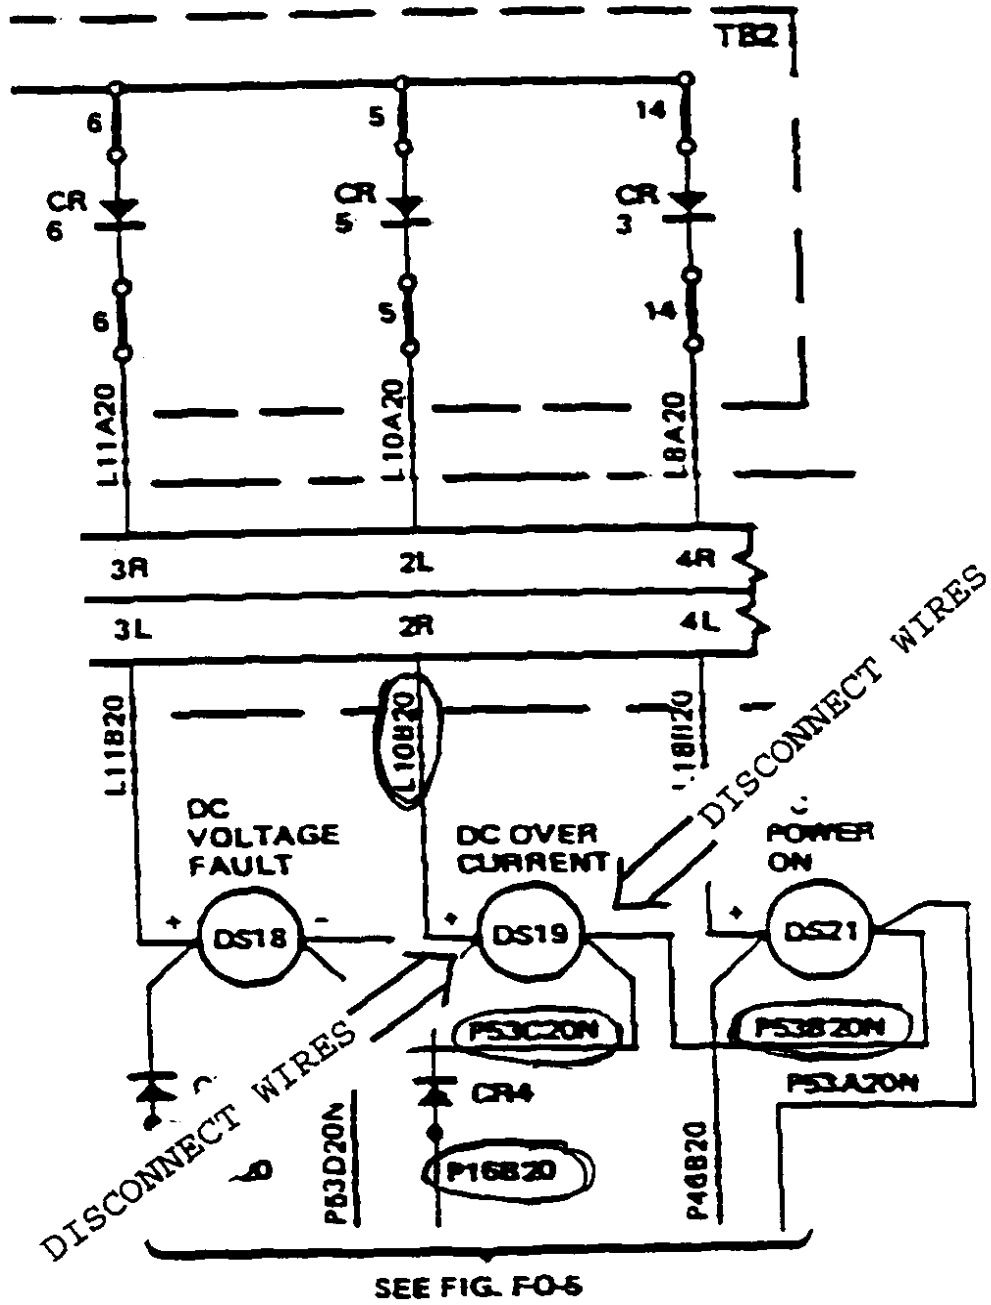 TB2
6
5
14
CR
6
CR
5
CR
3
6
5
14
L11A20
L10A20
L8A20
3R
2L
4R
3L
2R
4L
L11B20
L10B20
DISCONNECT WIRES
DC
VOLTAGE
FAULT
DC OVER
CURRENT
POWER
ON
+
DS18
-
+
DS19
+
DS21
P53C20N
P53B20N
P53A20N
CR4
DISCONNECT WIRES
P53D20N
P16B20
P46B20
SEE FIG. FO-5